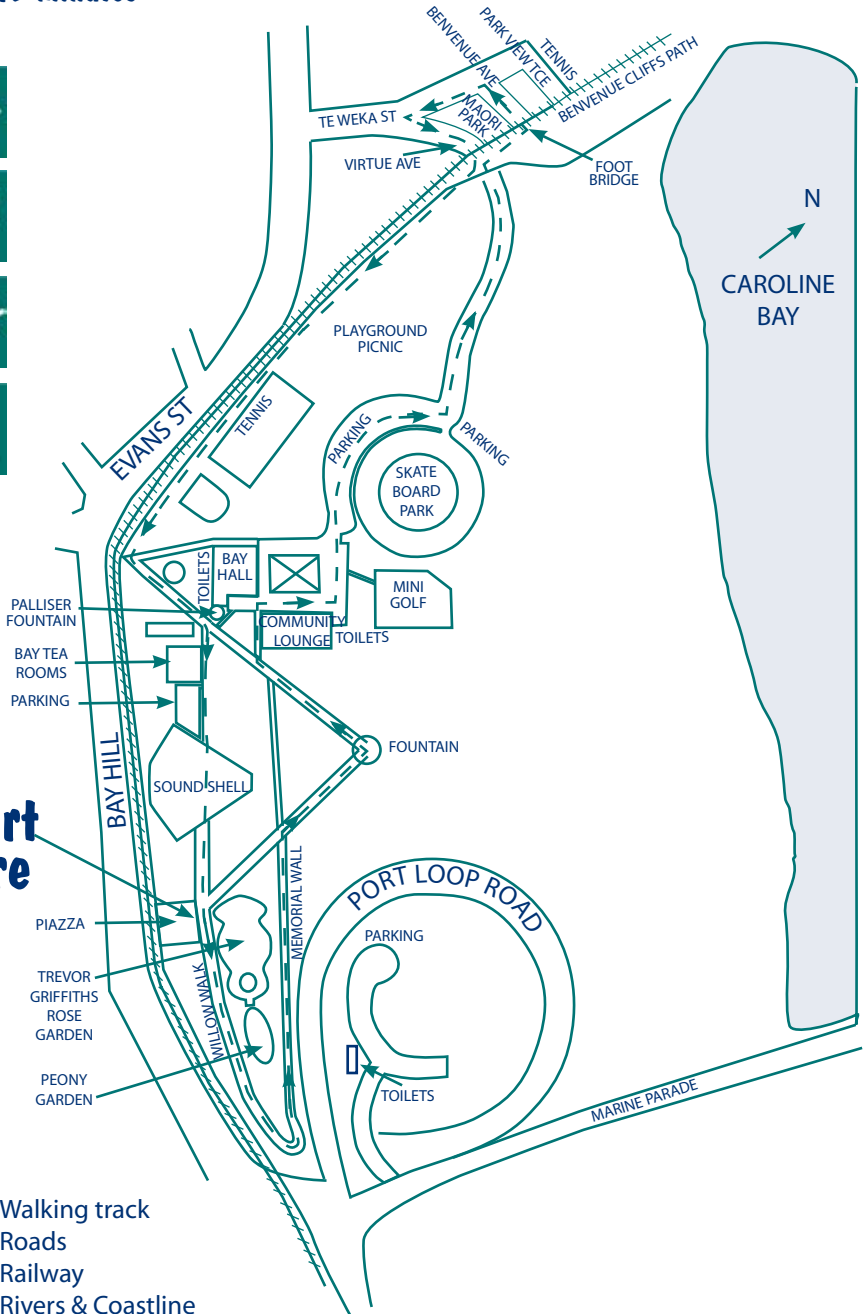 BENVENUE AVE
PARK VIEW TCE
TENNIS
BENVENUE CLIFFS PATH
TE WEKA ST
MAORI
PARK
VIRTUE AVE
FOOT
BRIDGE
N
CAROLINE
BAY
PLAYGROUND
PICNIC
EVANS ST
TENNIS
PARKING
PARKING
SKATE
BOARD
PARK
TOILETS
BAY
HALL
MINI
GOLF
PALLISER
FOUNTAIN
COMMUNITY
LOUNGE
TOILETS
BAY TEA
ROOMS
PARKING
FOUNTAIN
BAY HILL
SOUND SHELL
MEMORIAL WALL
PORT LOOP ROAD
PIAZZA
PARKING
TREVOR
GRIFFITHS
ROSE
GARDEN
WILLOW WALK
PEONY
GARDEN
TOILETS
MARINE PARADE
Walking track
Roads
Railway
Rivers & Coastline